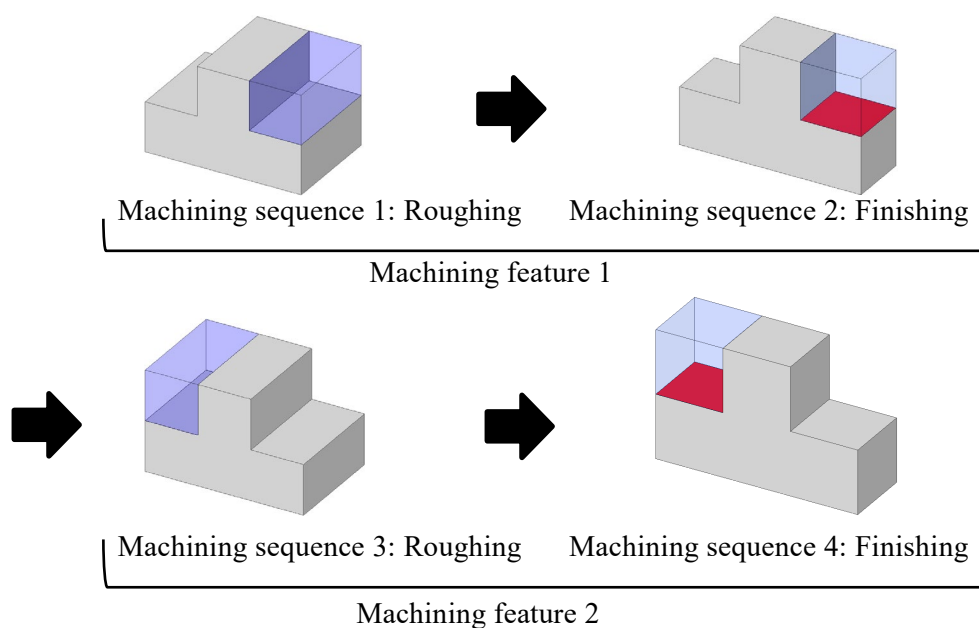 Machining sequence 1: Roughing
Machining sequence 2: Finishing
Machining feature 1
Machining sequence 3: Roughing
Machining sequence 4: Finishing
Machining feature 2